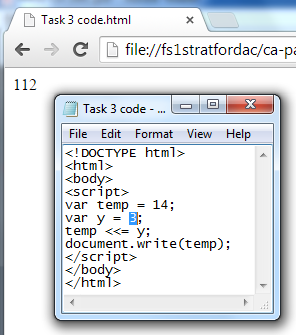 Task 3 code.html
file://fs1stratfordac/ca-pa
112
Task 3 code - ...
File Edit Format View Help
<!DOCTYPE html>
<html>
<body>
<script>
var temp = 14;
var y = 3;
temp <<= y;
document.write(temp);
</script>
</body>
</html>